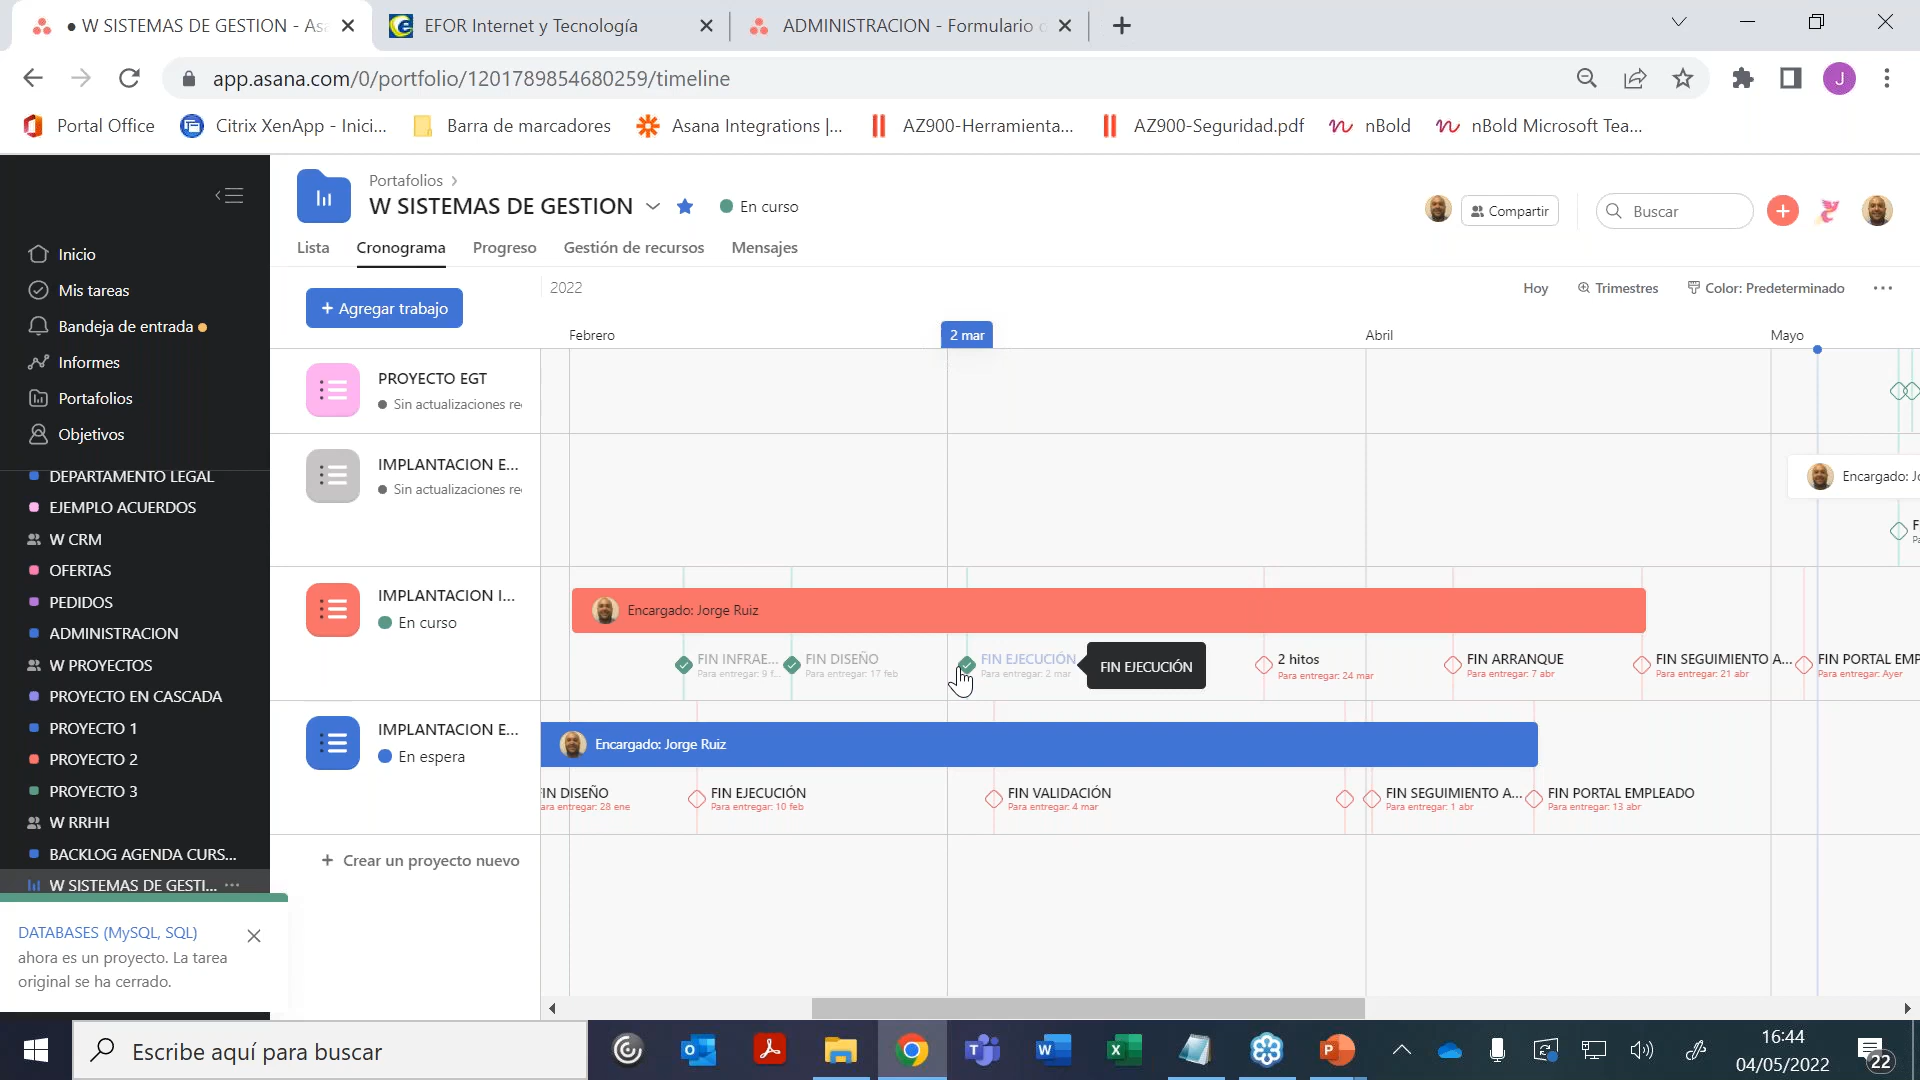 • W SISTEMAS DE GESTION - Asa
EFOR Internet y Tecnología
ADMINISTRACION - Formulario d
app.asana.com/0/portfolio/1201789854680259/timeline
J
Portal Office
Citrix XenApp - Inici...
Barra de marcadores
Asana Integrations |...
AZ900-Herramienta...
AZ900-Seguridad.pdf
nBold
nBold Microsoft Tea...
Portafolios >
W SISTEMAS DE GESTION
En curso
Compartir
Buscar
Lista
Cronograma
Progreso
Gestión de recursos
Mensajes
Inicio
Mis tareas
Bandeja de entrada
Informes
Portafolios
Objetivos
DEPARTAMENTO LEGAL
EJEMPLO ACUERDOS
W CRM
OFERTAS
PEDIDOS
ADMINISTRACION
W PROYECTOS
PROYECTO EN CASCADA
PROYECTO 1
PROYECTO 2
PROYECTO 3
W RRHH
BACKLOG AGENDA CURS...
W SISTEMAS DE GESTI... ...
DATABASES (MySQL, SQL)
ahora es un proyecto. La tarea
original se ha cerrado.
+ Agregar trabajo
2022
Hoy
Trimestres
Color: Predeterminado
...
Febrero
2 mar
Abril
Mayo
PROYECTO EGT
Sin actualizaciones re
IMPLANTACION E...
Sin actualizaciones re
Encargado: Jo
F
Pa
IMPLANTACION I...
En curso
Encargado: Jorge Ruiz
FIN INFRAE...
Para entregar: 9 f...
FIN DISEÑO
Para entregar: 17 feb
FIN EJECUCIÓN
Para entregar: 2 mar
FIN EJECUCIÓN
2 hitos
Para entregar: 24 mar
FIN ARRANQUE
Para entregar: 7 abr
FIN SEGUIMIENTO A...
Para entregar: 21 abr
FIN PORTAL EMP
Para entregar: Ayer
IMPLANTACION E...
En espera
Encargado: Jorge Ruiz
IN DISEÑO
ara entregar: 28 ene
FIN EJECUCIÓN
Para entregar: 10 feb
FIN VALIDACIÓN
Para entregar: 4 mar
FIN SEGUIMIENTO A...
Para entregar: 1 abr
FIN PORTAL EMPLEADO
Para entregar: 13 abr
+ Crear un proyecto nuevo
Escribe aquí para buscar
16:44
04/05/2022
22